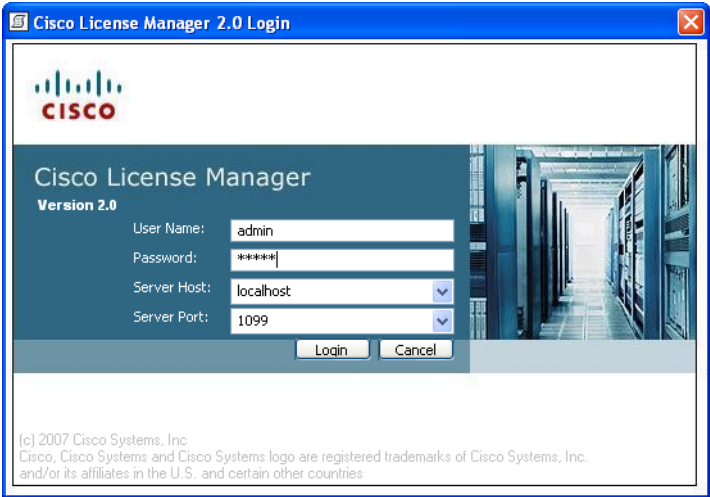 Cisco License Manager 2.0 Login
CISCO
Cisco License Manager
Version 2.0
User Name: admin
Password: *****
Server Host: localhost
Server Port: 1099
Login Cancel
(c) 2007 Cisco Systems, Inc
Cisco, Cisco Systems and Cisco Systems logo are registered trademarks of Cisco Systems, Inc.
and/or its affiliates in the U.S. and certain other countries